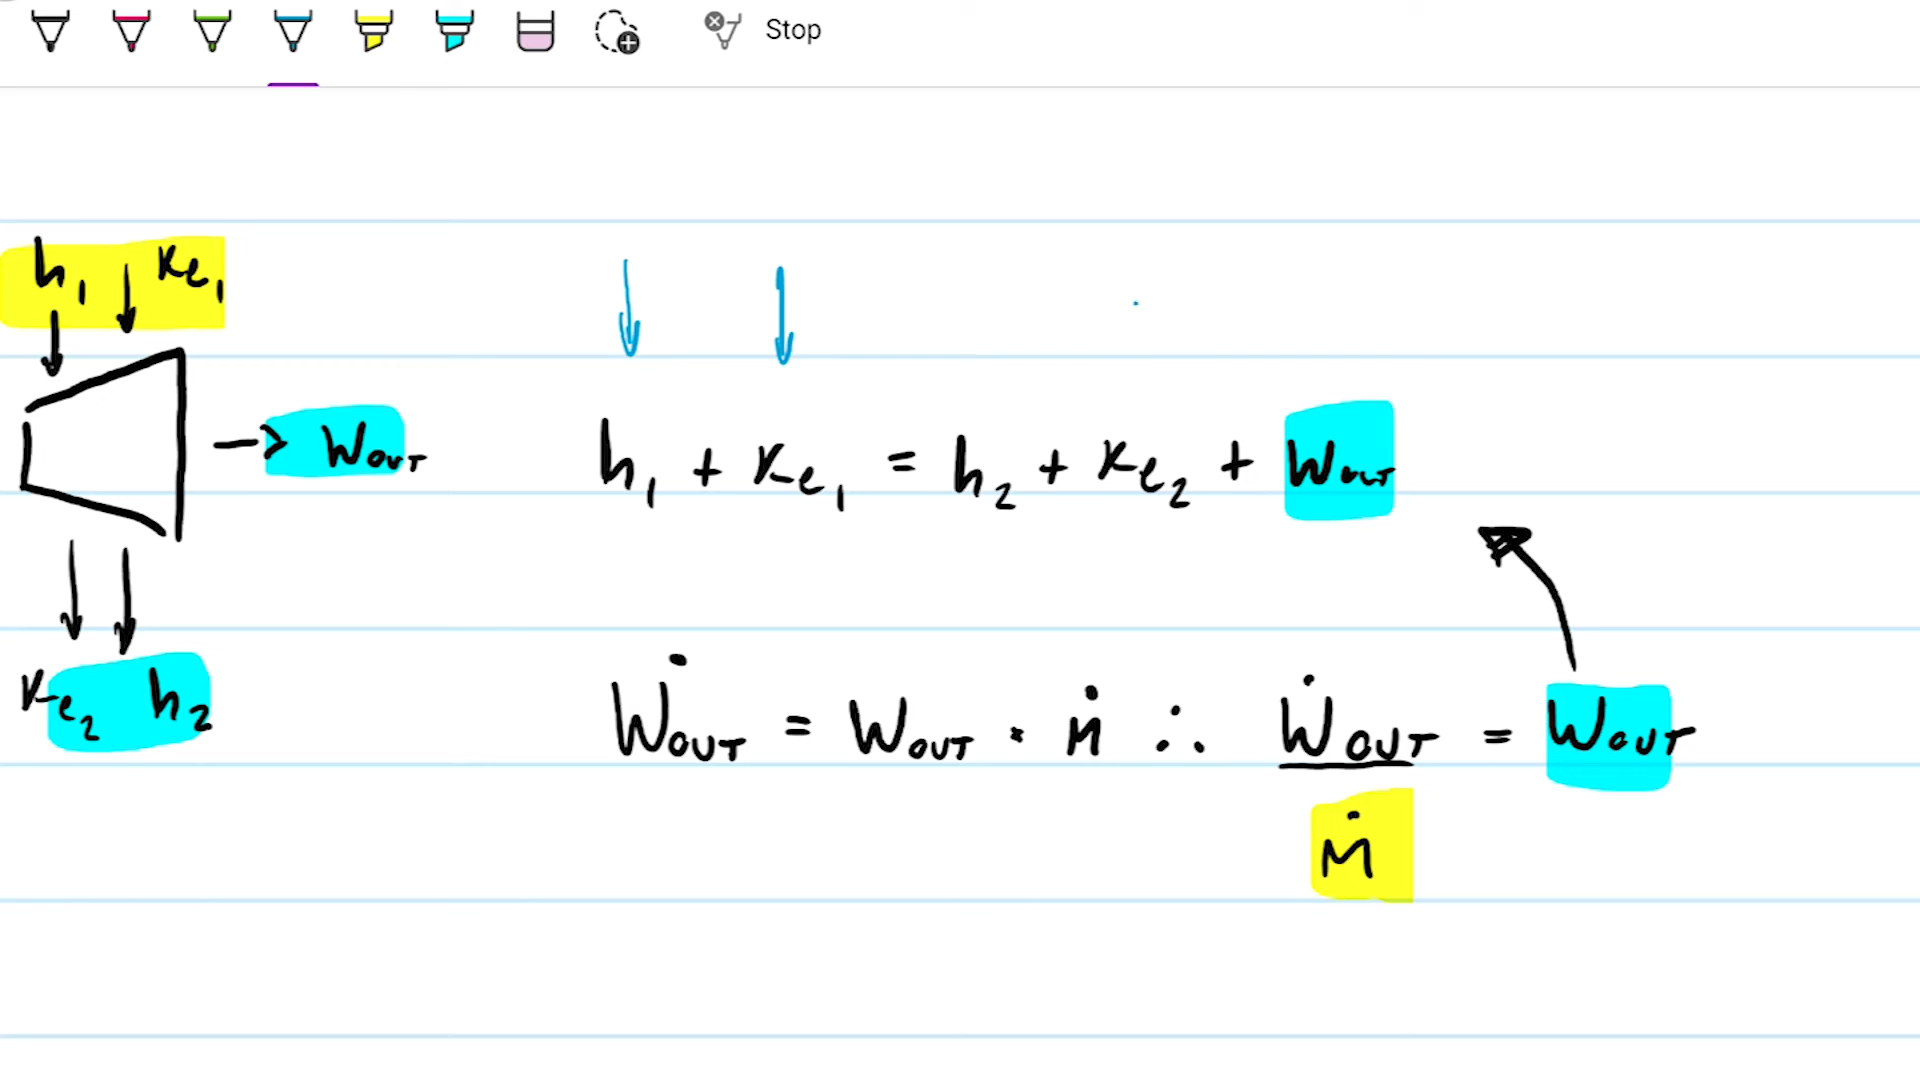 Stop
h₁ ke₁
→ Wout
h₁ + ke₁ = h₂ + ke₂ + Wout
ke₂ h₂
Ẇout = Wout · ṁ ∴ Ẇout / ṁ = Wout